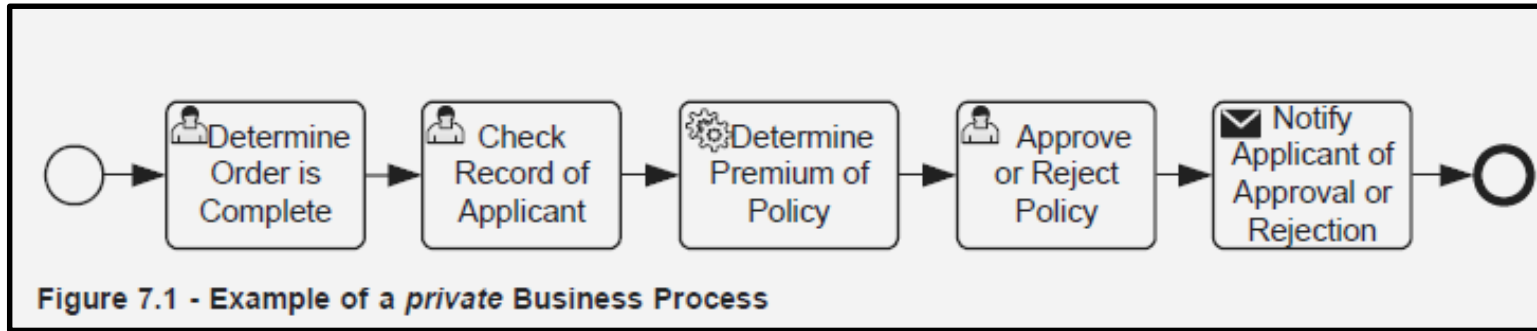 Determine
Order is
Complete
Check
Record of
Applicant
Determine
Premium of
Policy
Approve
or Reject
Policy
Notify
Applicant of
Approval or
Rejection
Figure 7.1 - Example of a private Business Process